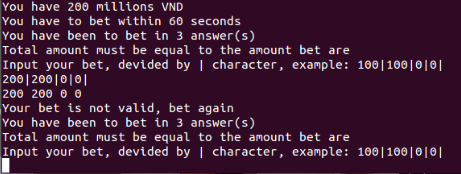 You have 200 millions VND
You have to bet within 60 seconds
You have been to bet in 3 answer(s)
Total amount must be equal to the amount bet are
Input your bet, devided by | character, example: 100|100|0|0|
200|200|0|0|
200 200 0 0
Your bet is not valid, bet again
You have been to bet in 3 answer(s)
Total amount must be equal to the amount bet are
Input your bet, devided by | character, example: 100|100|0|0|